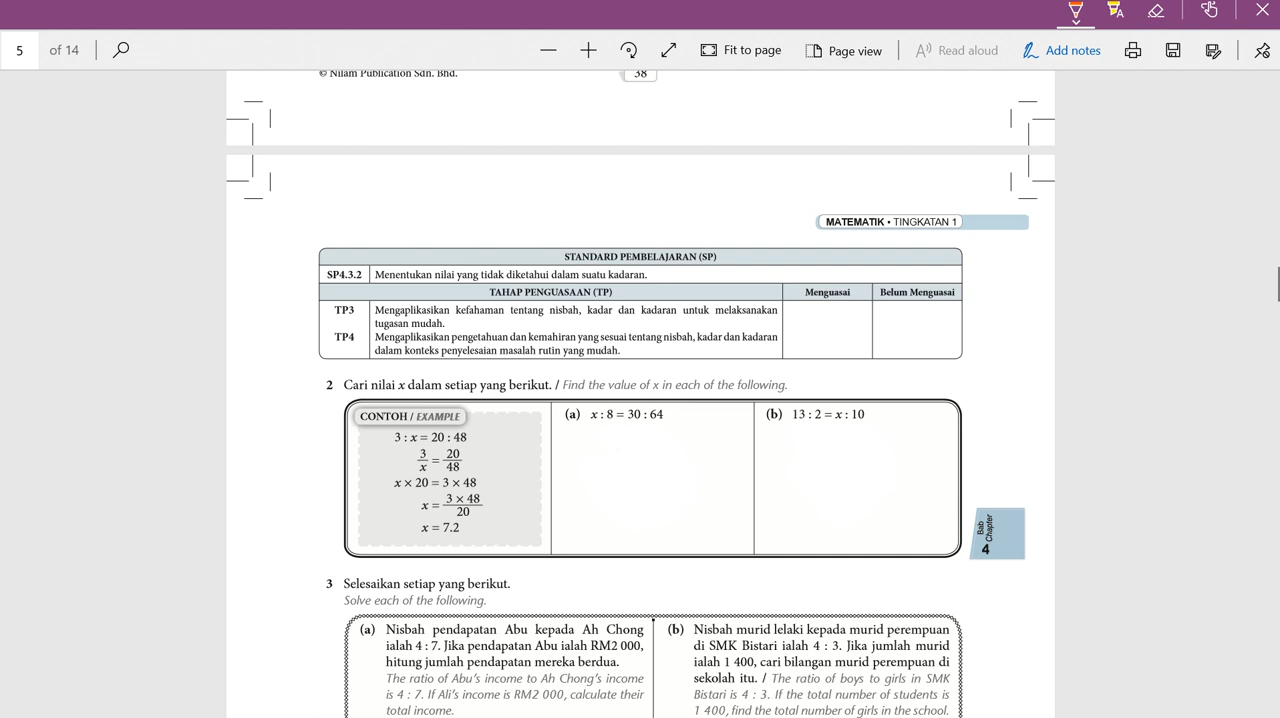 5 of 14 Fit to page Page view Read aloud Add notes
© Nilam Publication Sdn. Bhd. 38
MATEMATIK • TINGKATAN 1
STANDARD PEMBELAJARAN (SP)
SP4.3.2 Menentukan nilai yang tidak diketahui dalam suatu kadaran.
TAHAP PENGUASAAN (TP) Menguasai Belum Menguasai
TP3 Mengaplikasikan kefahaman tentang nisbah, kadar dan kadaran untuk melaksanakan
tugasan mudah.
TP4 Mengaplikasikan pengetahuan dan kemahiran yang sesuai tentang nisbah, kadar dan kadaran
dalam konteks penyelesaian masalah rutin yang mudah.
2 Cari nilai x dalam setiap yang berikut. / Find the value of x in each of the following.
CONTOH / EXAMPLE
3 : x = 20 : 48
3/x = 20/48
x × 20 = 3 × 48
x = 3 × 48/20
x = 7.2
(a) x : 8 = 30 : 64
(b) 13 : 2 = x : 10
Bab
Chapter
4
3 Selesaikan setiap yang berikut.
Solve each of the following.
(a) Nisbah pendapatan Abu kepada Ah Chong
ialah 4 : 7. Jika pendapatan Abu ialah RM2 000,
hitung jumlah pendapatan mereka berdua.
The ratio of Abu's income to Ah Chong's income
is 4 : 7. If Ali's income is RM2 000, calculate their
total income.
(b) Nisbah murid lelaki kepada murid perempuan
di SMK Bistari ialah 4 : 3. Jika jumlah murid
ialah 1 400, cari bilangan murid perempuan di
sekolah itu. / The ratio of boys to girls in SMK
Bistari is 4 : 3. If the total number of students is
1 400, find the total number of girls in the school.